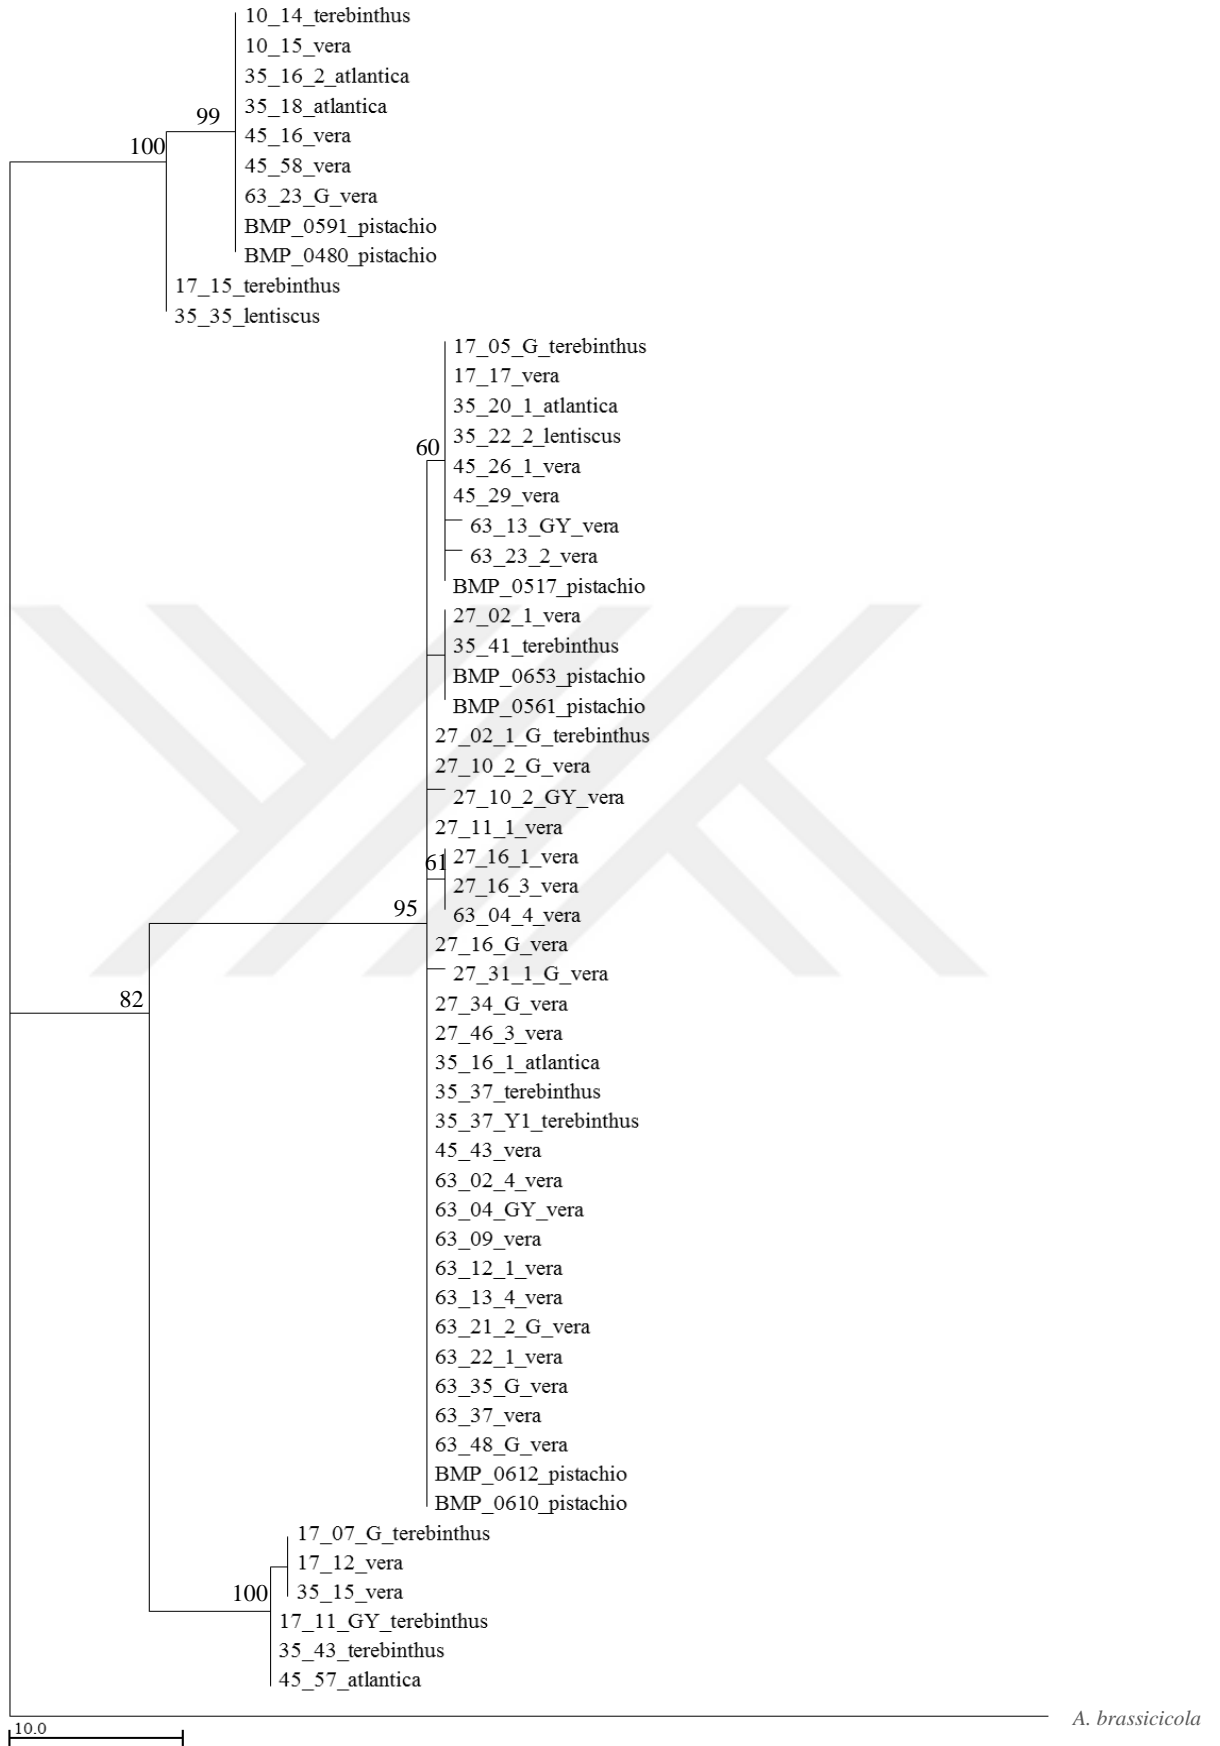 10_14_terebinthus
10_15_vera
35_16_2_atlantica
35_18_atlantica
99
45_16_vera
100
45_58_vera
63_23_G_vera
BMP_0591_pistachio
BMP_0480_pistachio
17_15_terebinthus
35_35_lentiscus
17_05_G_terebinthus
17_17_vera
35_20_1_atlantica
35_22_2_lentiscus
60
45_26_1_vera
45_29_vera
63_13_GY_vera
63_23_2_vera
BMP_0517_pistachio
27_02_1_vera
35_41_terebinthus
BMP_0653_pistachio
BMP_0561_pistachio
27_02_1_G_terebinthus
27_10_2_G_vera
27_10_2_GY_vera
27_11_1_vera
61
27_16_1_vera
27_16_3_vera
95
63_04_4_vera
27_16_G_vera
27_31_1_G_vera
82
27_34_G_vera
27_46_3_vera
35_16_1_atlantica
35_37_terebinthus
35_37_Y1_terebinthus
45_43_vera
63_02_4_vera
63_04_GY_vera
63_09_vera
63_12_1_vera
63_13_4_vera
63_21_2_G_vera
63_22_1_vera
63_35_G_vera
63_37_vera
63_48_G_vera
BMP_0612_pistachio
BMP_0610_pistachio
17_07_G_terebinthus
17_12_vera
100
35_15_vera
17_11_GY_terebinthus
35_43_terebinthus
45_57_atlantica
A. brassicicola
10.0